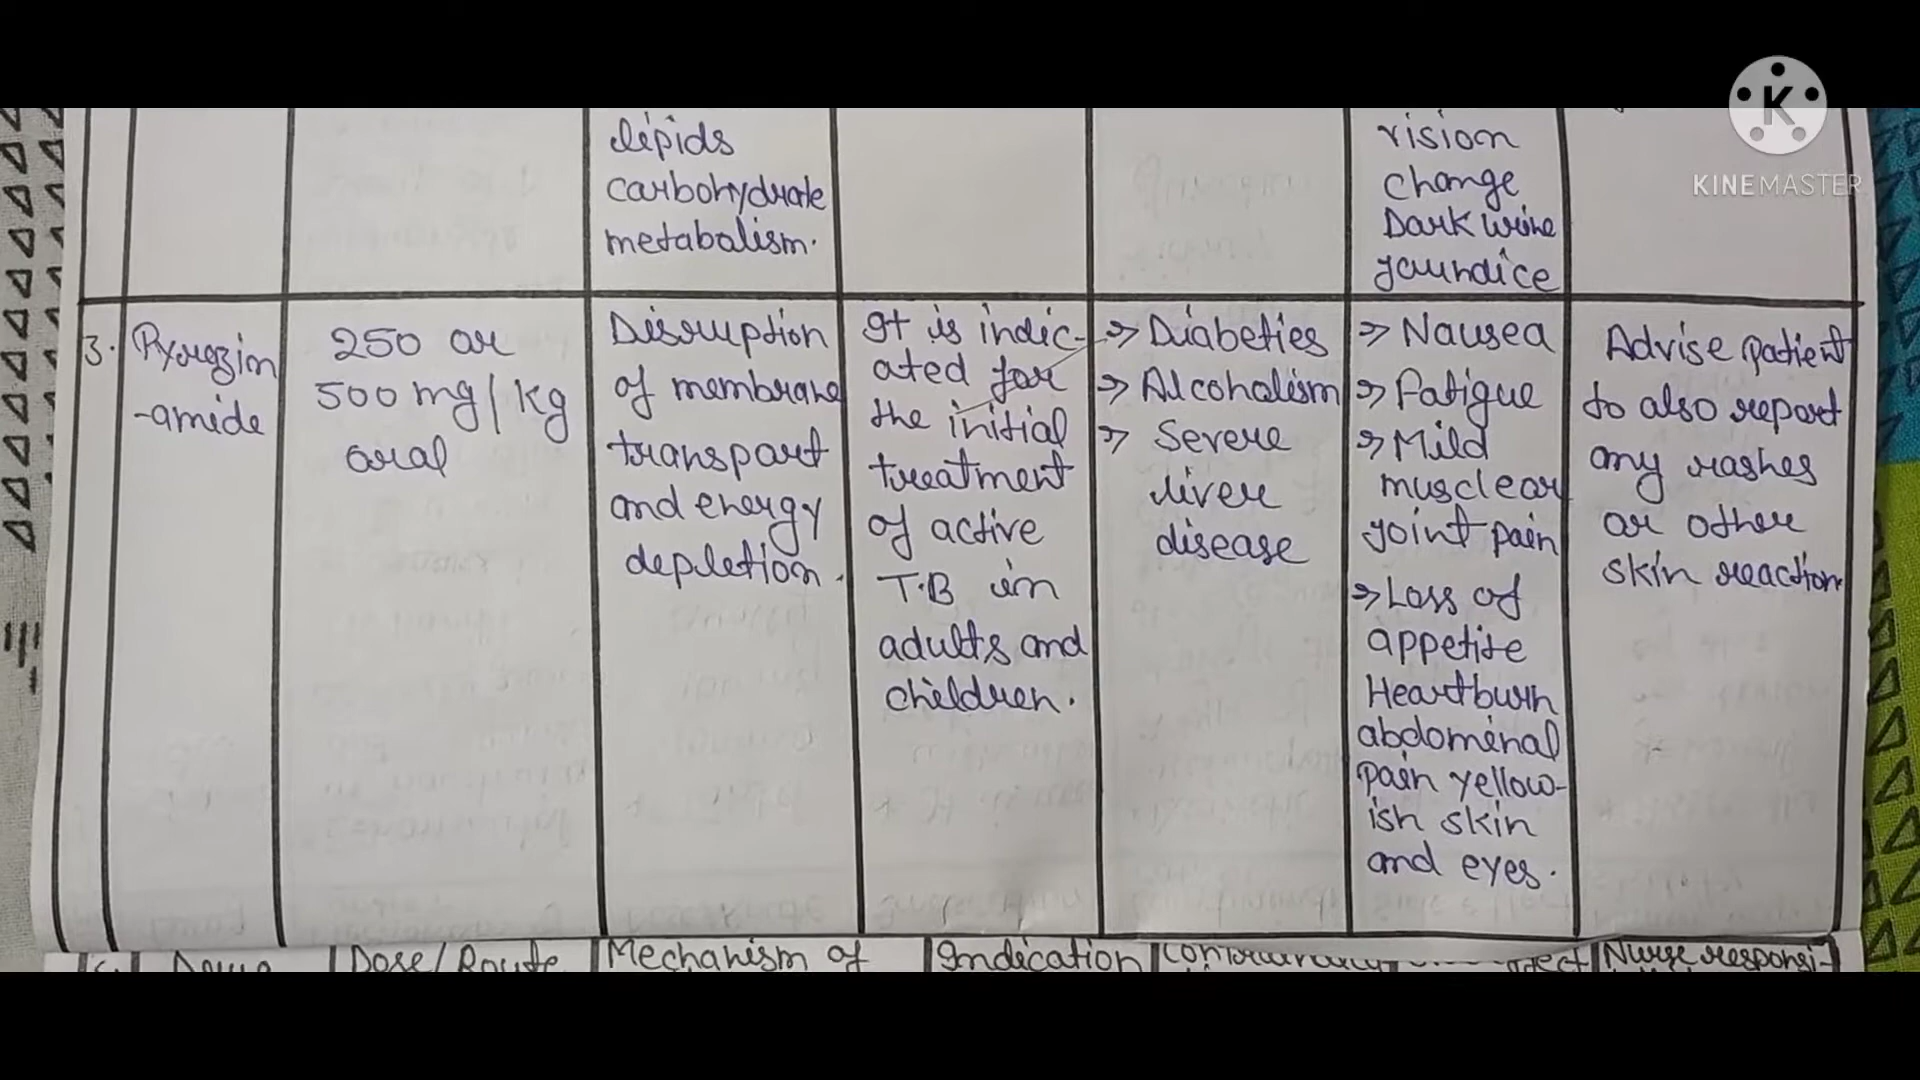 lipids
carbohydrate
metabolism.
vision
change
Dark urine
jaundice
3.
Pyrazin
-amide
250 or
500 mg/kg
oral
Disruption
of membrane
transport
and energy
depletion.
It is indic-
ated for
the initial
treatment
of active
T.B in
adults and
children.
→ Diabeties
→ Alcoholism
→ Severe
liver
disease
→ Nausea
→ Fatigue
→ Mild
muscle or
joint pain
→ Loss of
appetite
Heartburn
abdominal
pain yellow-
ish skin
and eyes.
Advise patient
to also report
any rashes
or other
skin reaction.
Drug
Dose/Route
Mechanism of
Indication
Nurse responsi-
KINEMASTER